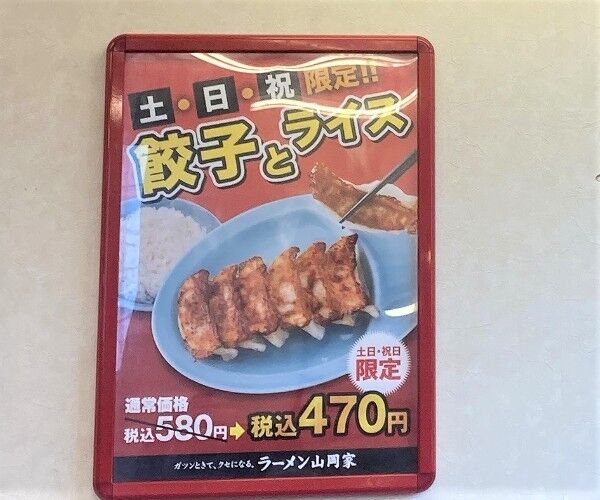 土・日・祝 限定!!
餃子とライス
土日・祝日
限定
通常価格
税込580円➡税込470円
ガツンときて、クセになる。ラーメン山岡家